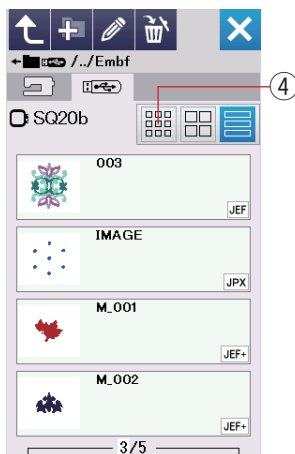 /../Embf
④
SQ20b
003
JEF
IMAGE
JPX
M_001
JEF+
M_002
JEF+
3/5